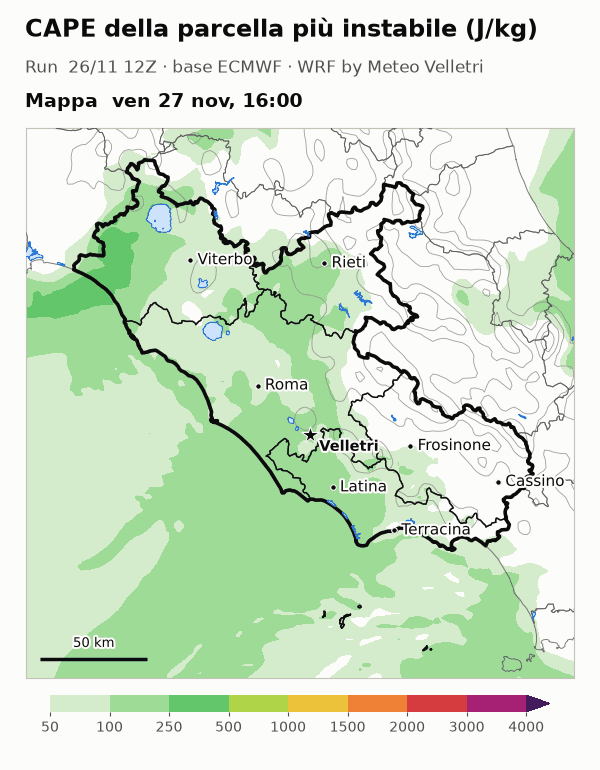 CAPE della parcella più instabile (J/kg)
Run  26/11 12Z · base ECMWF · WRF by Meteo Velletri
Mappa  ven 27 nov, 16:00
Viterbo
Rieti
Roma
Velletri
Frosinone
Cassino
Latina
Terracina
50 km
50 100 250 500 1000 1500 2000 3000 4000